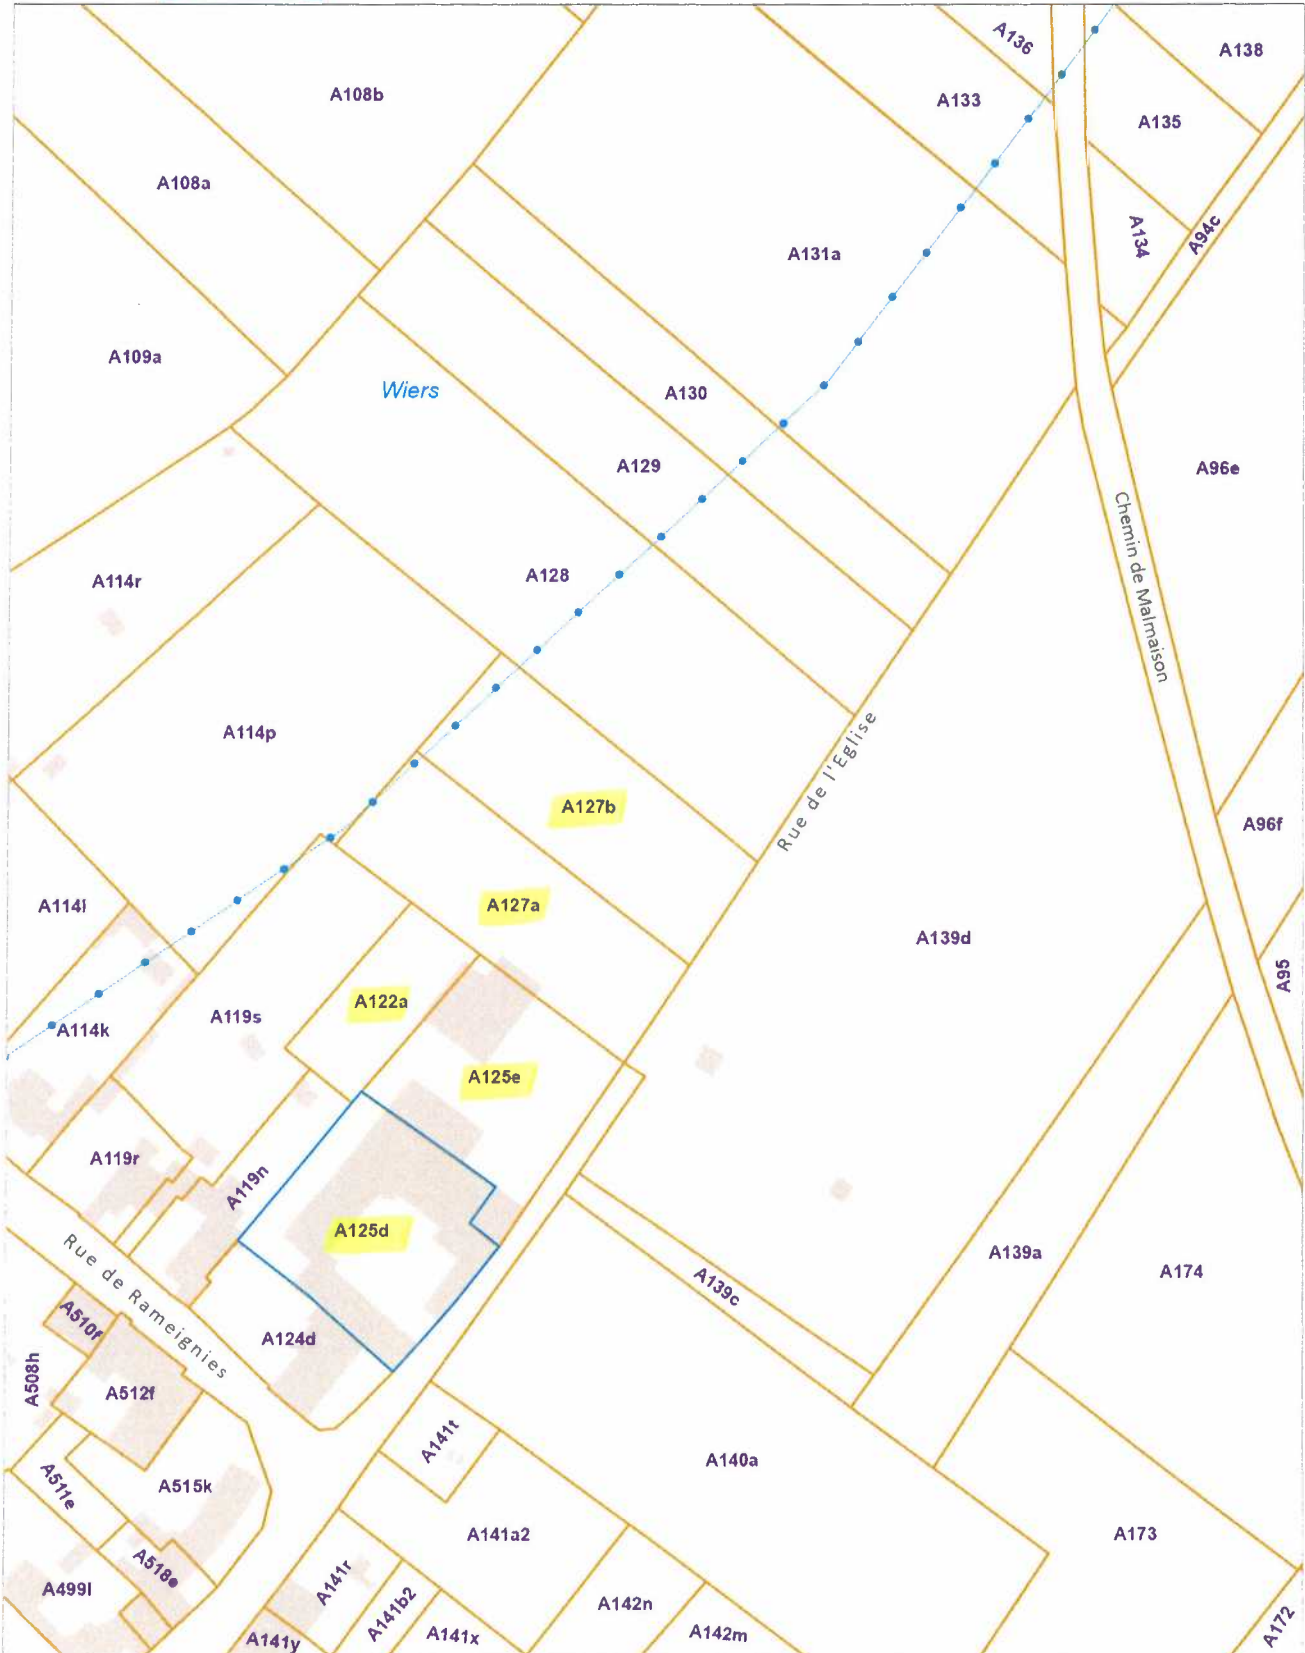 A136
A138
A108b
A133
A135
A108a
A134
A94c
A131a
A109a
Wiers
A130
A129
A96e
A128
A114r
Chemin de Malmaison
A114p
Rue de l'Eglise
A127b
A96f
A127a
A114l
A139d
A95
A122a
A119s
A114k
A125e
A119r
A119n
A125d
A139a
A174
Rue de Rameignies
A139c
A510f
A124d
A508h
A512f
A141t
A140a
A511e
A515k
A141a2
A173
A518e
A499l
A141r
A141b2
A142n
A172
A141y
A141x
A142m